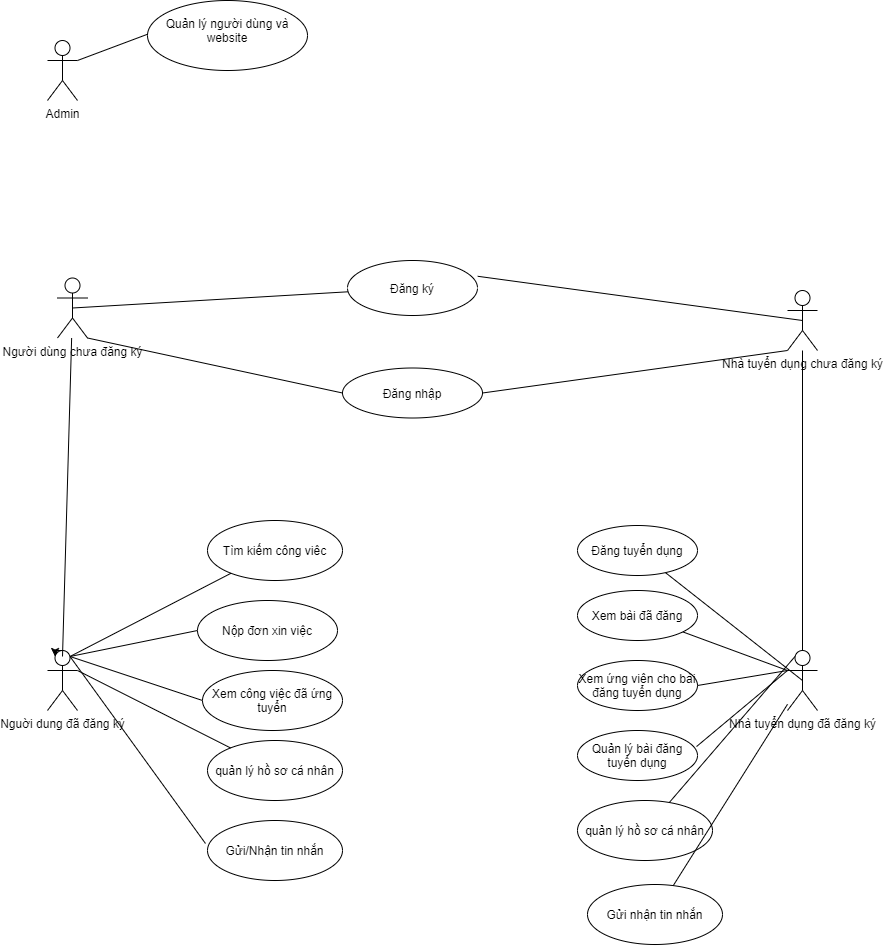 Quản lý người dùng và
website
Admin
Đăng ký
Người dùng chưa đăng ký
Nhà tuyển dụng chưa đăng ký
Đăng nhập
Tìm kiếm công việc
Đăng tuyển dụng
Nộp đơn xin việc
Xem bài đã đăng
Xem công việc đã ứng
tuyển
Xem ứng viên cho bài
đăng tuyển dụng
Nguời dung đã đăng ký
Nhà tuyển dụng đã đăng ký
quản lý hồ sơ cá nhân
Quản lý bài đăng
tuyển dụng
Gửi/Nhận tin nhắn
quản lý hồ sơ cá nhân
Gửi nhận tin nhắn